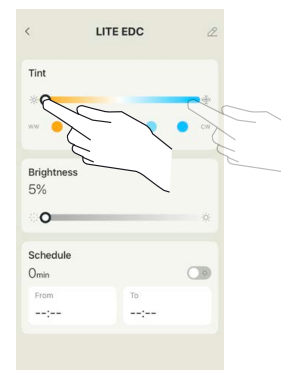 LITE EDC
Tint
WW
CW
Brightness
5%
Schedule
0min
From
To
--:--
--:--